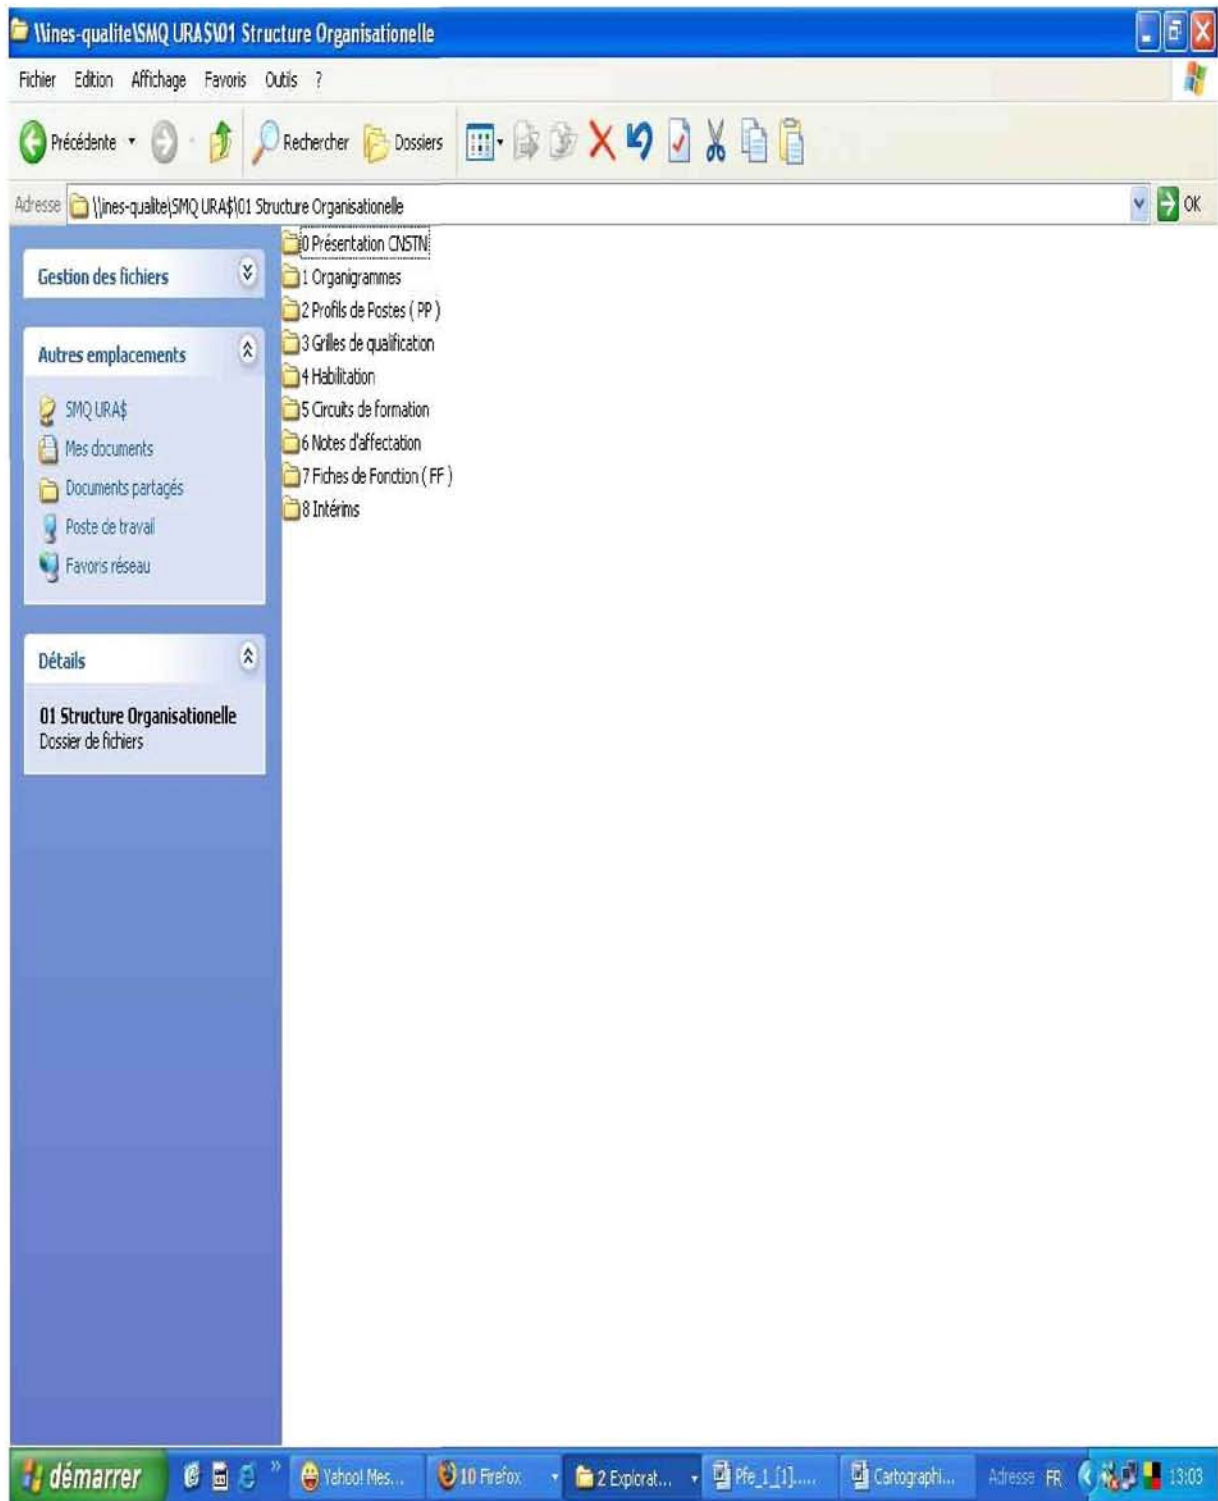 \\ines-qualite\SMQ URA$\01 Structure Organisationelle
Fichier Edition Affichage Favoris Outils ?
Précédente Rechercher Dossiers
Adresse \\ines-qualite\SMQ URA$\01 Structure Organisationelle OK
Gestion des fichiers
Autres emplacements
SMQ URA$
Mes documents
Documents partagés
Poste de travail
Favoris réseau
Détails
01 Structure Organisationelle
Dossier de fichiers
0 Présentation CNSTN
1 Organigrammes
2 Profils de Postes ( PP )
3 Grilles de qualification
4 Habilitation
5 Circuits de formation
6 Notes d'affectation
7 Fiches de Fonction ( FF )
8 Intérims
démarrer » Yahoo! Mes... 10 Firefox 2 Explorat... Pfe_1_[1]..... Cartographi... Adresse FR 13:03